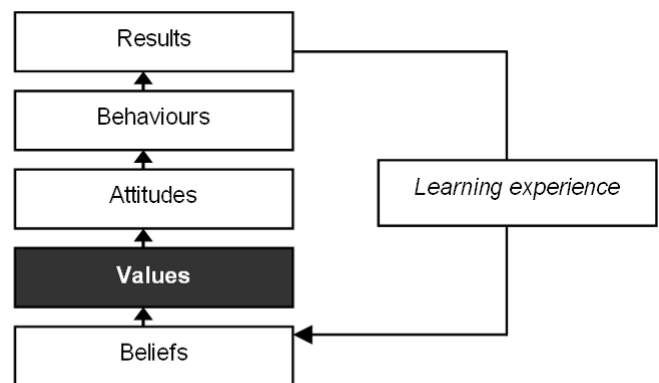 Results
Behaviours
Attitudes
Learning experience
Values
Beliefs